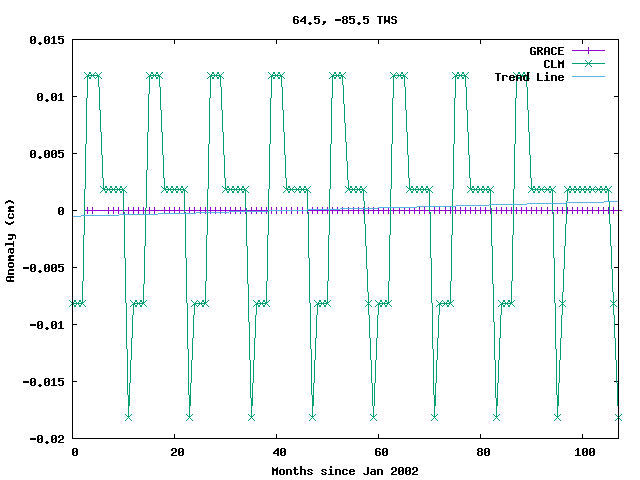 64.5, -85.5 TWS
GRACE
CLM
Trend Line
0.015
0.01
0.005
0
-0.005
-0.01
-0.015
-0.02
Anomaly (cm)
0 20 40 60 80 100
Months since Jan 2002